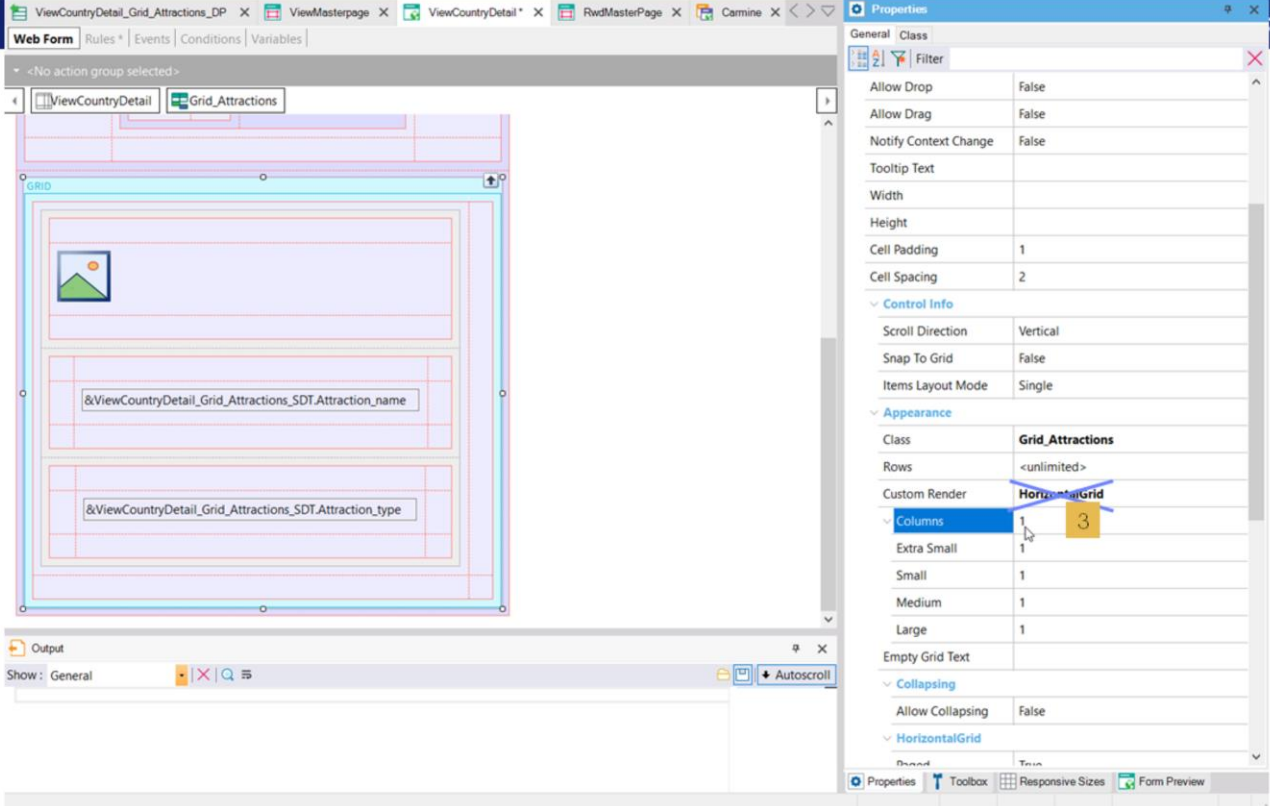 ViewCountryDetail_Grid_Attractions_DP
ViewMasterpage
ViewCountryDetail *
RwdMasterPage
Carmine
Web Form
Rules *
Events
Conditions
Variables
<No action group selected>
ViewCountryDetail
Grid_Attractions
GRID
&ViewCountryDetail_Grid_Attractions_SDT.Attraction_name
&ViewCountryDetail_Grid_Attractions_SDT.Attraction_type
Output
Show: General
Autoscroll
Properties
General Class
Filter
Allow Drop False
Allow Drag False
Notify Context Change False
Tooltip Text
Width
Height
Cell Padding 1
Cell Spacing 2
Control Info
Scroll Direction Vertical
Snap To Grid False
Items Layout Mode Single
Appearance
Class Grid_Attractions
Rows <unlimited>
Custom Render HorizontalGrid
Columns 1
3
Extra Small 1
Small 1
Medium 1
Large 1
Empty Grid Text
Collapsing
Allow Collapsing False
HorizontalGrid
Paged True
Properties
Toolbox
Responsive Sizes
Form Preview